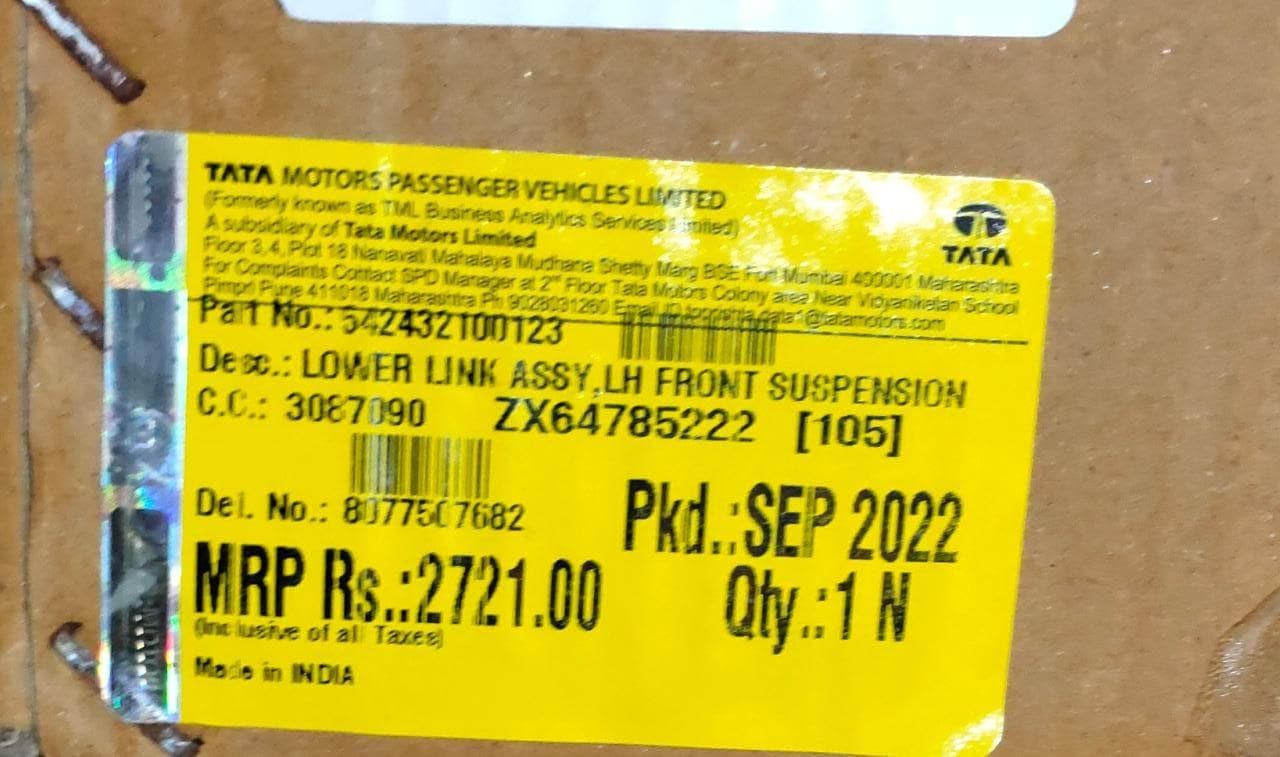 TATA MOTORS PASSENGER VEHICLES LIMITED
(Formerly known as TML Business Analytics Services Limited)
A subsidiary of Tata Motors Limited
Floor 3, 4, Plot 18 Nanavati Mahalaya Mudhana Shetty Marg BSE Fort Mumbai 400001 Maharashtra
For Complaints Contact SPD Manager at 2nd Floor Tata Motors Colony area Near Vidyaniketan School
Pimpri Pune 411018 Maharashtra Ph 9028031260 Email ID
TATA
Part No.: 542432100123
Desc.: LOWER LINK ASSY,LH FRONT SUSPENSION
C.C.: 3087090 ZX64785222 [105]
Del. No.: 8077507682
Pkd.:SEP 2022
MRP Rs.:2721.00
Qty.:1 N
(Inclusive of all Taxes)
Made in INDIA